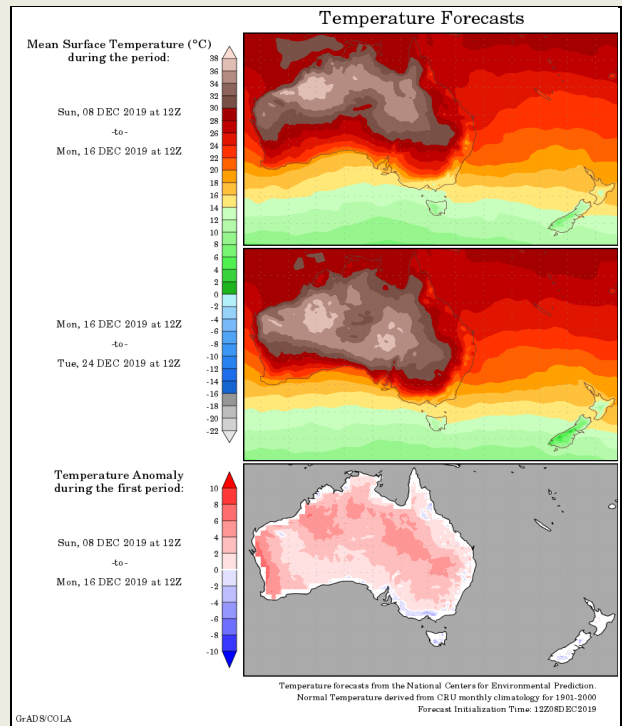 Temperature Forecasts
Mean Surface Temperature (°C)
during the period:
Sun, 08 DEC 2019 at 12Z
-to-
Mon, 16 DEC 2019 at 12Z
38
36
34
32
30
28
26
24
22
20
18
16
14
12
10
8
6
4
2
0
-2
-4
-6
-8
-10
-12
-14
-16
-18
-20
-22
Mon, 16 DEC 2019 at 12Z
-to-
Tue, 24 DEC 2019 at 12Z
Temperature Anomaly
during the first period:
Sun, 08 DEC 2019 at 12Z
-to-
Mon, 16 DEC 2019 at 12Z
10
8
6
4
2
0
-2
-4
-6
-8
-10
Temperature forecasts from the National Centers for Environmental Prediction.
Normal Temperature derived from CRU monthly climatology for 1901-2000
Forecast Initialization Time: 12Z08DEC2019
GrADS/COLA